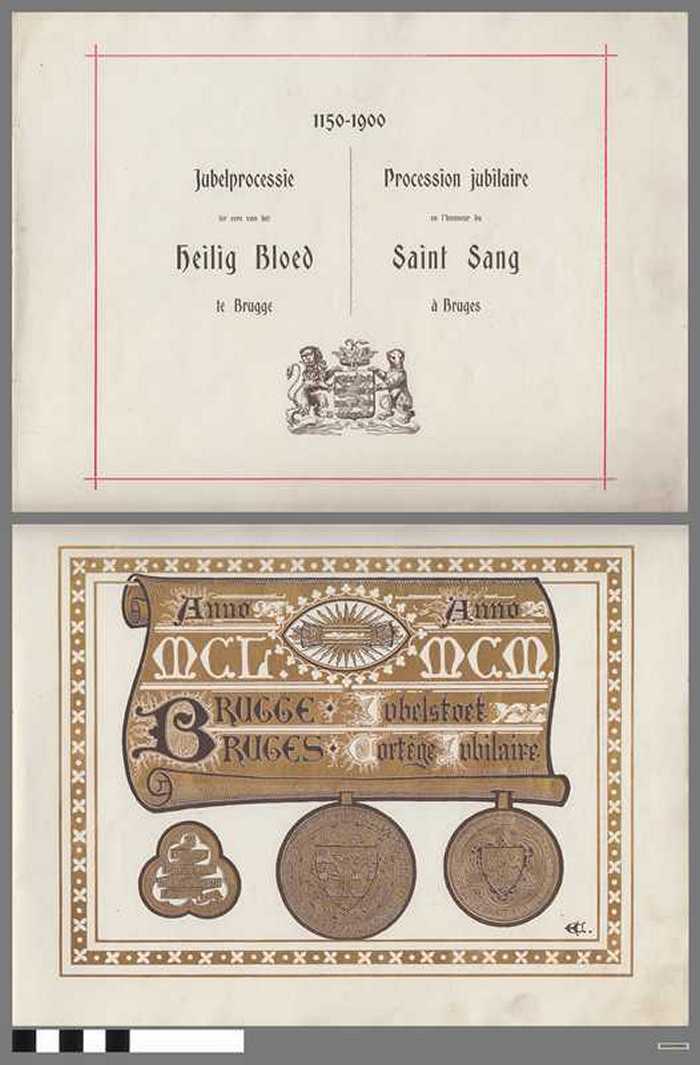 1150-1900
Jubelprocessie
ter eere van het
Heilig Bloed
te Brugge
Procession jubilaire
en l'honneur du
Saint Sang
à Bruges
Anno Anno
MCL. MCM.
BRUGGE · Jubelstoet
BRUGES · Cortège Jubilaire.